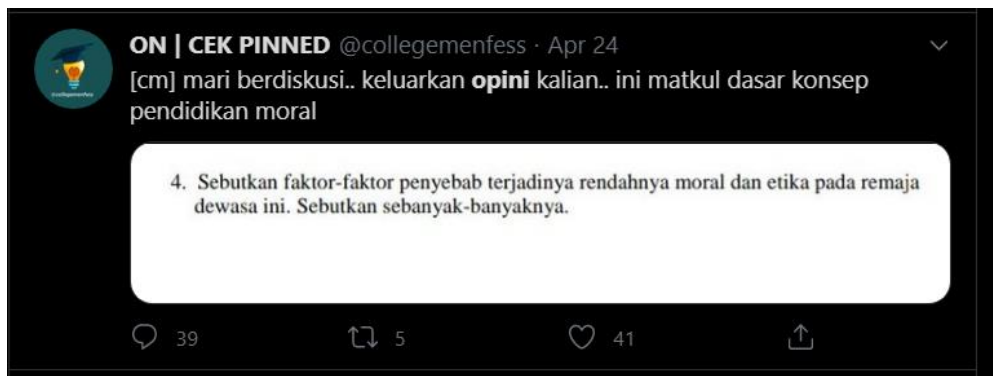 ON | CEK PINNED @collegemenfess · Apr 24
[cm] mari berdiskusi.. keluarkan opini kalian.. ini matkul dasar konsep
pendidikan moral
4. Sebutkan faktor-faktor penyebab terjadinya rendahnya moral dan etika pada remaja
dewasa ini. Sebutkan sebanyak-banyaknya.
39 5 41